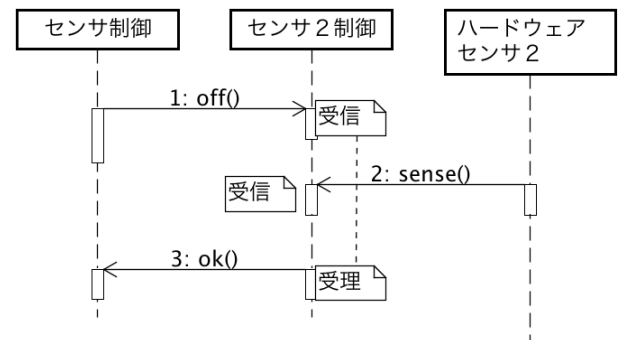 センサ制御
センサ２制御
ハードウェア
センサ２
1: off()
受信
2: sense()
受信
3: ok()
受理